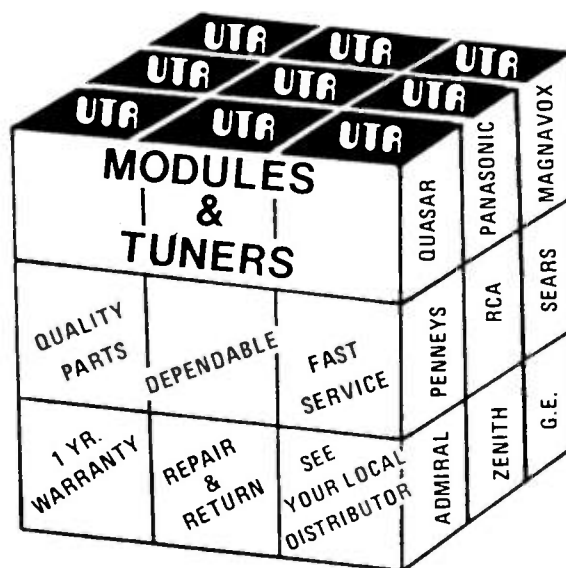 UTR UTR UTR
UTR UTR UTR
UTR UTR UTR
MODULES
&
TUNERS
QUALITY
PARTS
DEPENDABLE
FAST
SERVICE
1 YR.
WARRANTY
REPAIR
&
RETURN
SEE
YOUR LOCAL
DISTRIBUTOR
QUASAR
PANASONIC
MAGNAVOX
PENNEYS
RCA
SEARS
ADMIRAL
ZENITH
G.E.